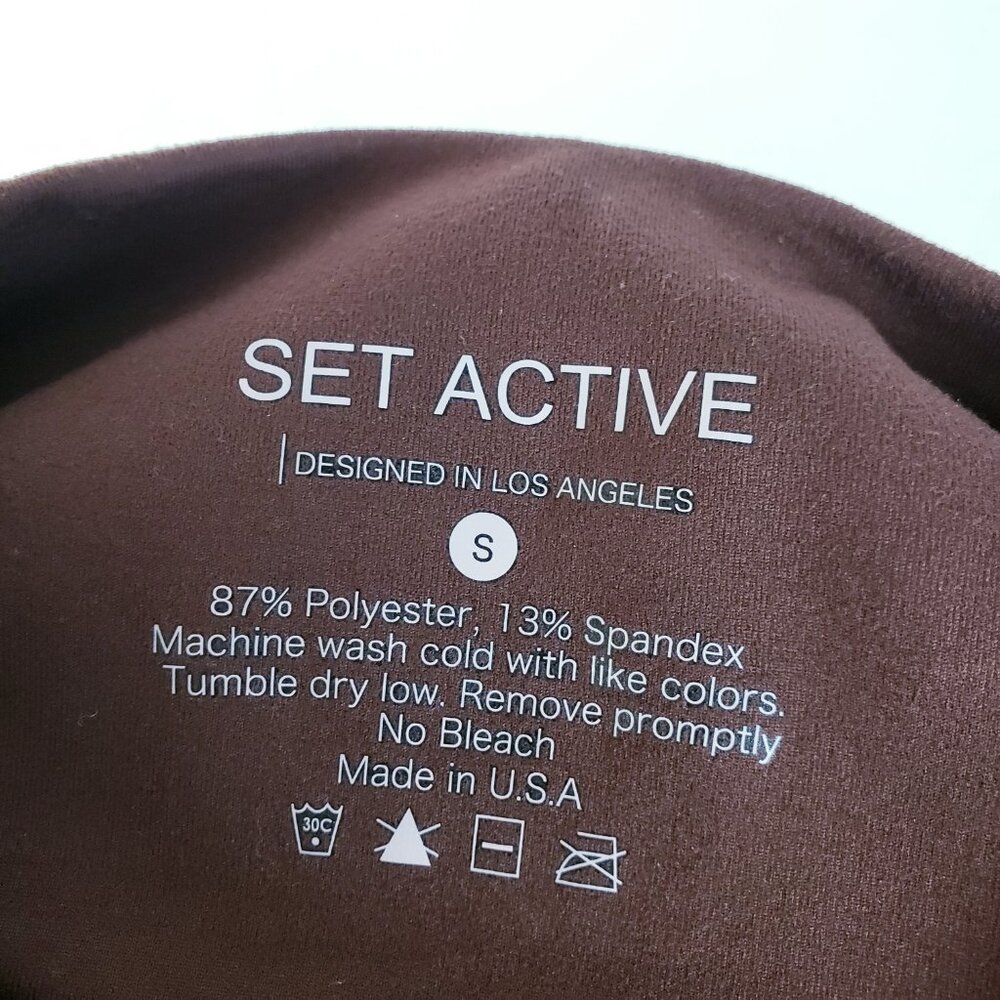 SET ACTIVE
DESIGNED IN LOS ANGELES
S
87% Polyester, 13% Spandex
Machine wash cold with like colors.
Tumble dry low. Remove promptly
No Bleach
Made in U.S.A
30C